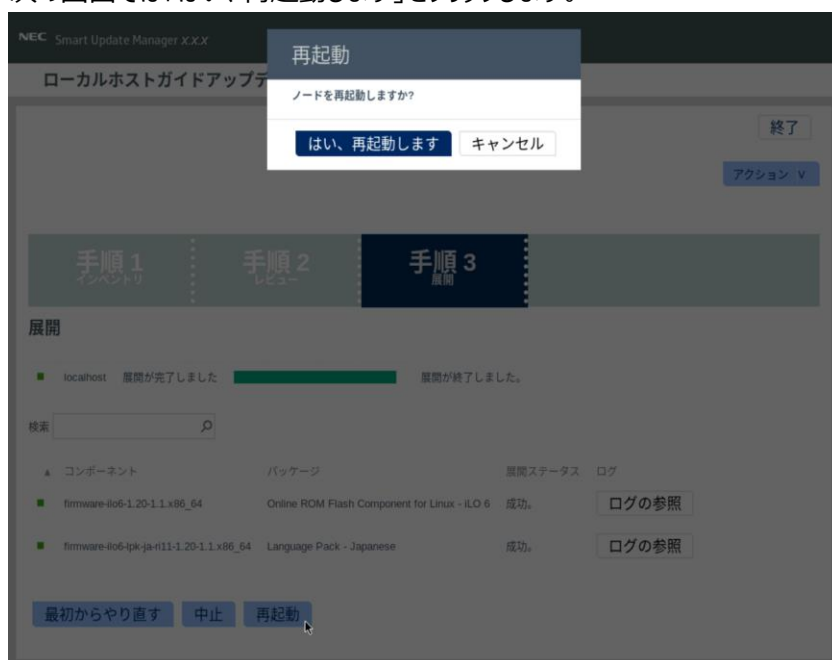 NEC Smart Update Manager X.X.X
再起動
ローカルホストガイドアップデ
ノードを再起動しますか?
はい、再起動します キャンセル
終了
アクション ∨
手順 1 手順 2 手順 3
インベントリ レビュー 展開
展開
localhost 展開が完了しました 展開が終了しました。
検索
▲ コンポーネント パッケージ 展開ステータス ログ
firmware-ilo6-1.20-1.1.x86_64 Online ROM Flash Component for Linux - iLO 6 成功。 ログの参照
firmware-ilo6-lpk-ja-ri11-1.20-1.1.x86_64 Language Pack - Japanese 成功。 ログの参照
最初からやり直す 中止 再起動